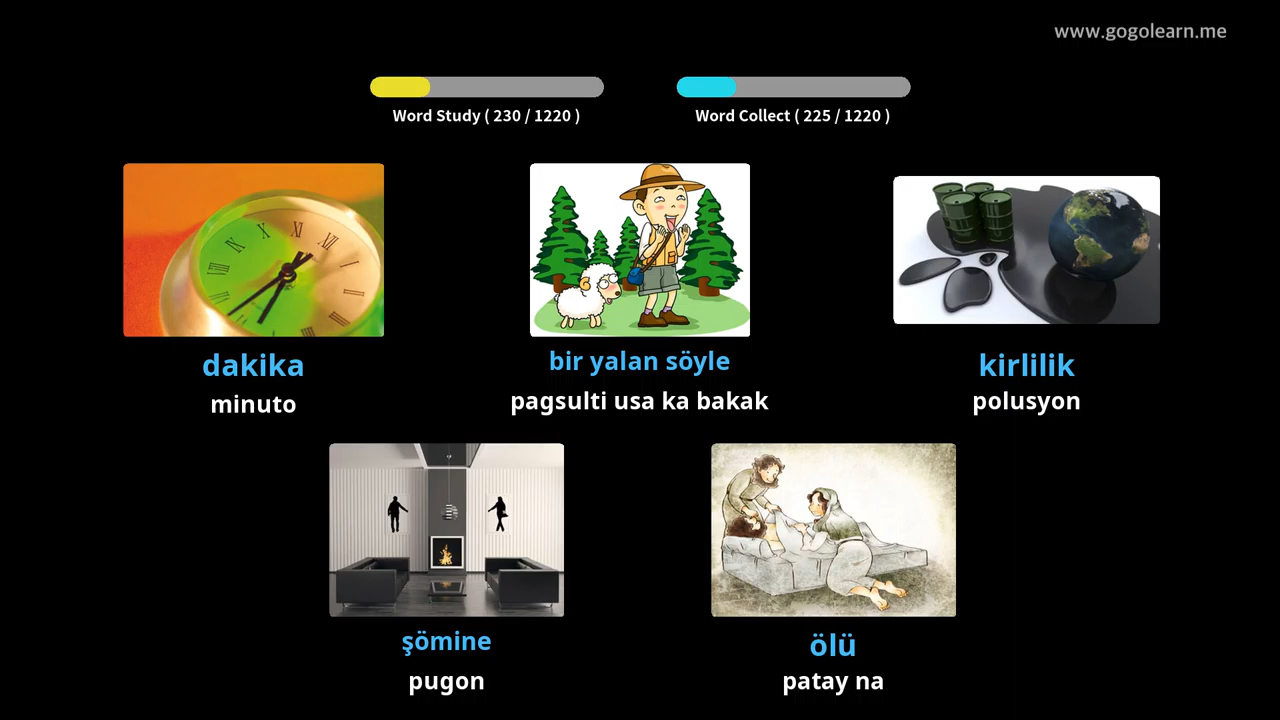 www.gogolearn.me
Word Study ( 230 / 1220 )
Word Collect ( 225 / 1220 )
dakika
minuto
bir yalan söyle
pagsulti usa ka bakak
kirlilik
polusyon
şömine
pugon
ölü
patay na